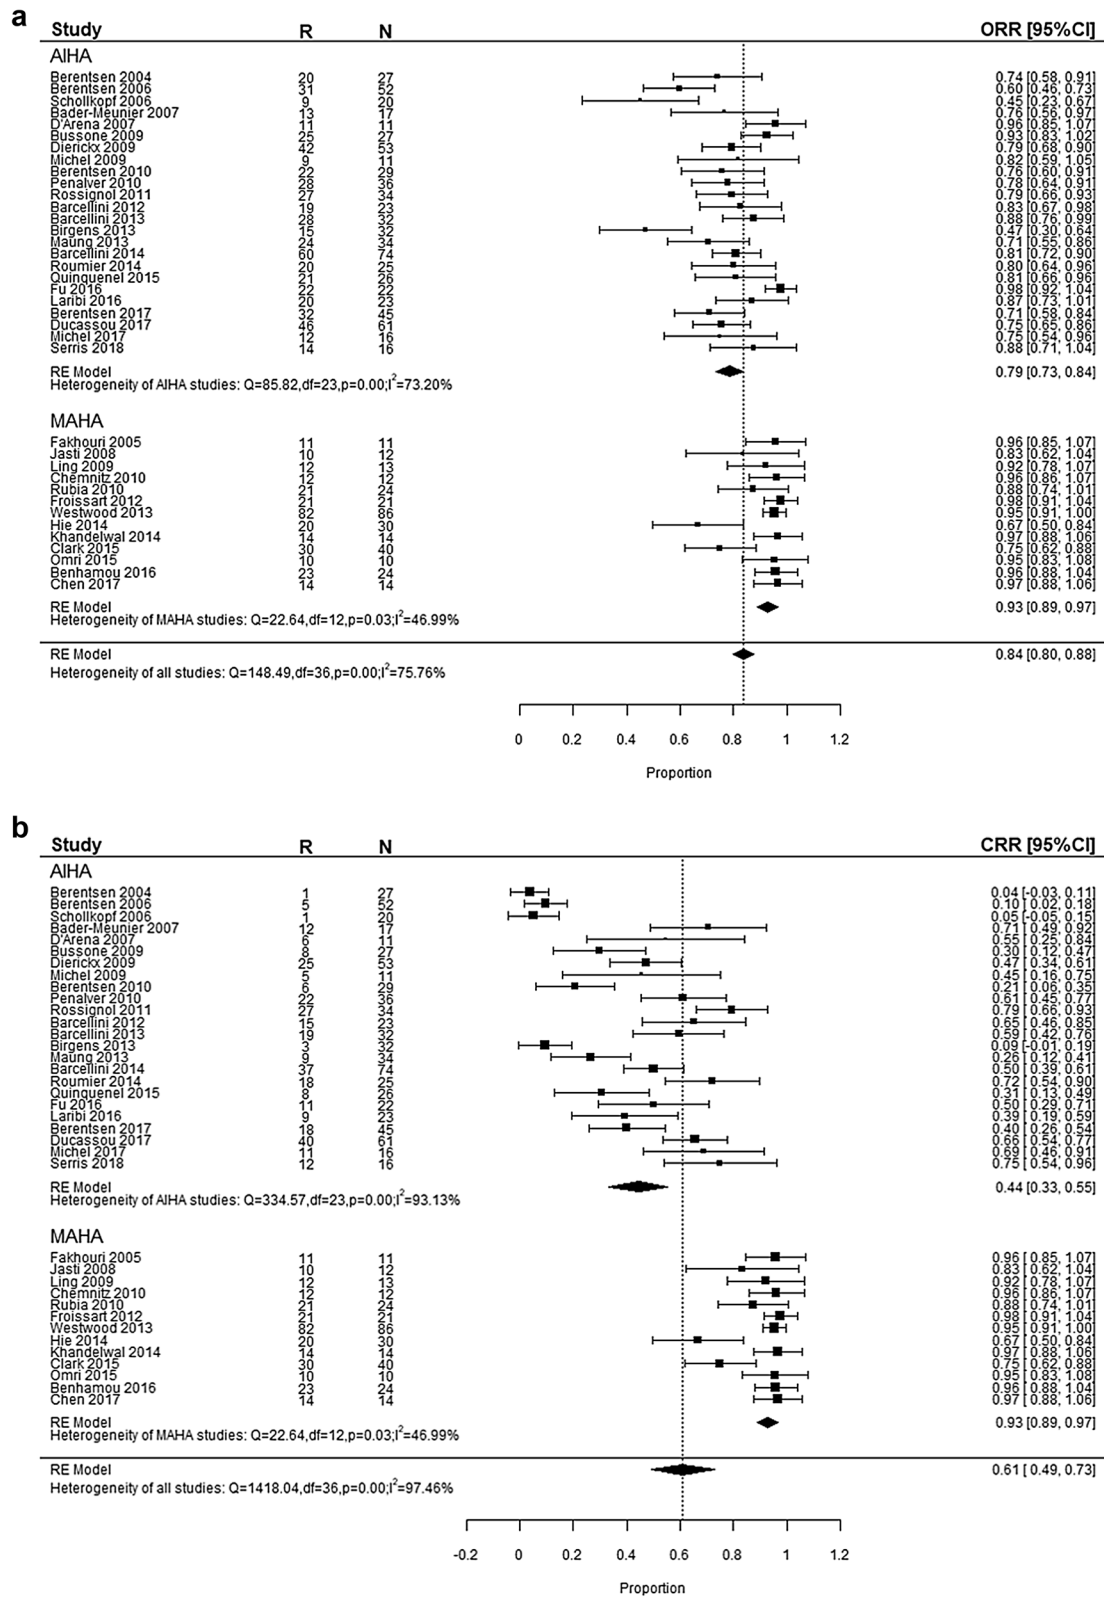 a
Study R N ORR [95%CI]
AIHA
Berentsen 2004 20 27 0.74 [0.58, 0.91]
Berentsen 2006 31 52 0.60 [0.46, 0.73]
Schollkopf 2006 9 20 0.45 [0.23, 0.67]
Bader-Meunier 2007 13 17 0.76 [0.56, 0.97]
D'Arena 2007 11 11 0.96 [0.85, 1.07]
Bussone 2009 25 27 0.93 [0.83, 1.02]
Dierickx 2009 42 53 0.79 [0.68, 0.90]
Michel 2009 9 11 0.82 [0.59, 1.05]
Berentsen 2010 22 29 0.76 [0.60, 0.91]
Penalver 2010 28 36 0.78 [0.64, 0.91]
Rossignol 2011 27 34 0.79 [0.66, 0.93]
Barcellini 2012 19 23 0.83 [0.67, 0.98]
Barcellini 2013 28 32 0.88 [0.76, 0.99]
Birgens 2013 15 32 0.47 [0.30, 0.64]
Maung 2013 24 34 0.71 [0.55, 0.86]
Barcellini 2014 60 74 0.81 [0.72, 0.90]
Roumier 2014 20 25 0.80 [0.64, 0.96]
Quinquenel 2015 21 26 0.81 [0.66, 0.96]
Fu 2016 22 22 0.98 [0.92, 1.04]
Laribi 2016 20 23 0.87 [0.73, 1.01]
Berentsen 2017 32 45 0.71 [0.58, 0.84]
Ducassou 2017 46 61 0.75 [0.65, 0.86]
Michel 2017 12 16 0.75 [0.54, 0.96]
Serris 2018 14 16 0.88 [0.71, 1.04]
RE Model 0.79 [0.73, 0.84]
Heterogeneity of AIHA studies: Q=85.82,df=23,p=0.00;I²=73.20%
MAHA
Fakhouri 2005 11 11 0.96 [0.85, 1.07]
Jasti 2008 10 12 0.83 [0.62, 1.04]
Ling 2009 12 13 0.92 [0.78, 1.07]
Chemnitz 2010 12 12 0.96 [0.86, 1.07]
Rubia 2010 21 24 0.88 [0.74, 1.01]
Froissart 2012 21 21 0.98 [0.91, 1.04]
Westwood 2013 82 86 0.95 [0.91, 1.00]
Hie 2014 20 30 0.67 [0.50, 0.84]
Khandelwal 2014 14 14 0.97 [0.88, 1.06]
Clark 2015 30 40 0.75 [0.62, 0.88]
Omri 2015 10 10 0.95 [0.83, 1.08]
Benhamou 2016 23 24 0.96 [0.88, 1.04]
Chen 2017 14 14 0.97 [0.88, 1.06]
RE Model 0.93 [0.89, 0.97]
Heterogeneity of MAHA studies: Q=22.64,df=12,p=0.03;I²=46.99%
RE Model 0.84 [0.80, 0.88]
Heterogeneity of all studies: Q=148.49,df=36,p=0.00;I²=75.76%
0 0.2 0.4 0.6 0.8 1 1.2
Proportion
b
Study R N CRR [95%CI]
AIHA
Berentsen 2004 1 27 0.04 [-0.03, 0.11]
Berentsen 2006 5 52 0.10 [0.02, 0.18]
Schollkopf 2006 1 20 0.05 [-0.05, 0.15]
Bader-Meunier 2007 12 17 0.71 [0.49, 0.92]
D'Arena 2007 6 11 0.55 [0.25, 0.84]
Bussone 2009 8 27 0.30 [0.12, 0.47]
Dierickx 2009 25 53 0.47 [0.34, 0.61]
Michel 2009 5 11 0.45 [0.16, 0.75]
Berentsen 2010 6 29 0.21 [0.06, 0.35]
Penalver 2010 22 36 0.61 [0.45, 0.77]
Rossignol 2011 27 34 0.79 [0.66, 0.93]
Barcellini 2012 15 23 0.65 [0.46, 0.85]
Barcellini 2013 19 32 0.59 [0.42, 0.76]
Birgens 2013 3 32 0.09 [-0.01, 0.19]
Maung 2013 9 34 0.26 [0.12, 0.41]
Barcellini 2014 37 74 0.50 [0.39, 0.61]
Roumier 2014 18 25 0.72 [0.54, 0.90]
Quinquenel 2015 8 26 0.31 [0.13, 0.49]
Fu 2016 11 22 0.50 [0.29, 0.71]
Laribi 2016 9 23 0.39 [0.19, 0.59]
Berentsen 2017 18 45 0.40 [0.26, 0.54]
Ducassou 2017 40 61 0.66 [0.54, 0.77]
Michel 2017 11 16 0.69 [0.46, 0.91]
Serris 2018 12 16 0.75 [0.54, 0.96]
RE Model 0.44 [0.33, 0.55]
Heterogeneity of AIHA studies: Q=334.57,df=23,p=0.00;I²=93.13%
MAHA
Fakhouri 2005 11 11 0.96 [0.85, 1.07]
Jasti 2008 10 12 0.83 [0.62, 1.04]
Ling 2009 12 13 0.92 [0.78, 1.07]
Chemnitz 2010 12 12 0.96 [0.86, 1.07]
Rubia 2010 21 24 0.88 [0.74, 1.01]
Froissart 2012 21 21 0.98 [0.91, 1.04]
Westwood 2013 82 86 0.95 [0.91, 1.00]
Hie 2014 20 30 0.67 [0.50, 0.84]
Khandelwal 2014 14 14 0.97 [0.88, 1.06]
Clark 2015 30 40 0.75 [0.62, 0.88]
Omri 2015 10 10 0.95 [0.83, 1.08]
Benhamou 2016 23 24 0.96 [0.88, 1.04]
Chen 2017 14 14 0.97 [0.88, 1.06]
RE Model 0.93 [0.89, 0.97]
Heterogeneity of MAHA studies: Q=22.64,df=12,p=0.03;I²=46.99%
RE Model 0.61 [0.49, 0.73]
Heterogeneity of all studies: Q=1418.04,df=36,p=0.00;I²=97.46%
-0.2 0 0.2 0.4 0.6 0.8 1 1.2
Proportion